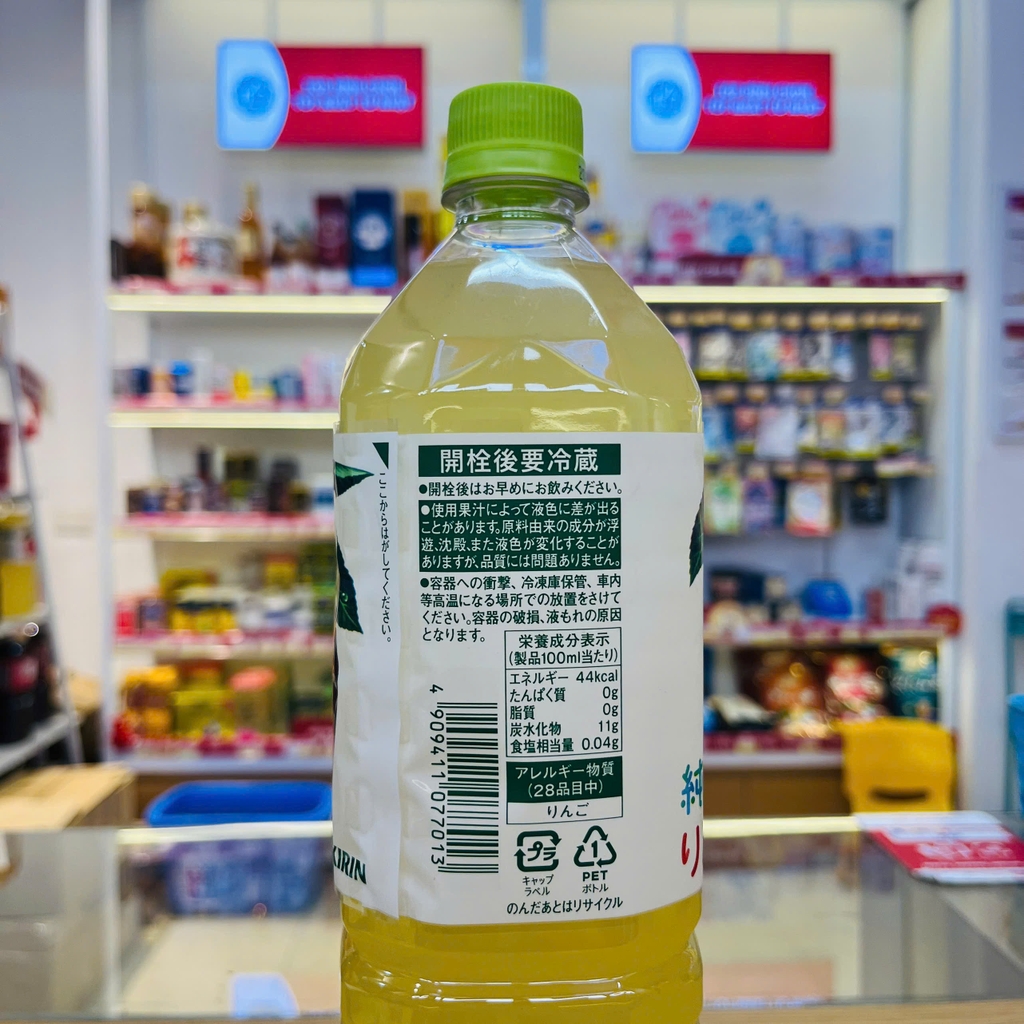 開栓後要冷蔵
●開栓後はお早めにお飲みください。
●使用果汁によって液色に差が出る
ことがあります。原料由来の成分が浮
遊、沈殿、また液色が変化することが
ありますが、品質には問題ありません。
●容器への衝撃、冷凍庫保管、車内
等高温になる場所での放置をさけて
ください。容器の破損、液もれの原因
となります。
ここからはがしてください。
栄養成分表示
(製品100ml当たり)
エネルギー 44kcal
たんぱく質 0g
脂質 0g
炭水化物 11g
食塩相当量 0.04g
アレルギー物質
(28品目中)
りんご
4 909411 077013
プラ
キャップ
ラベル
1
PET
ボトル
のんだあとはリサイクル
KIRIN
純
り